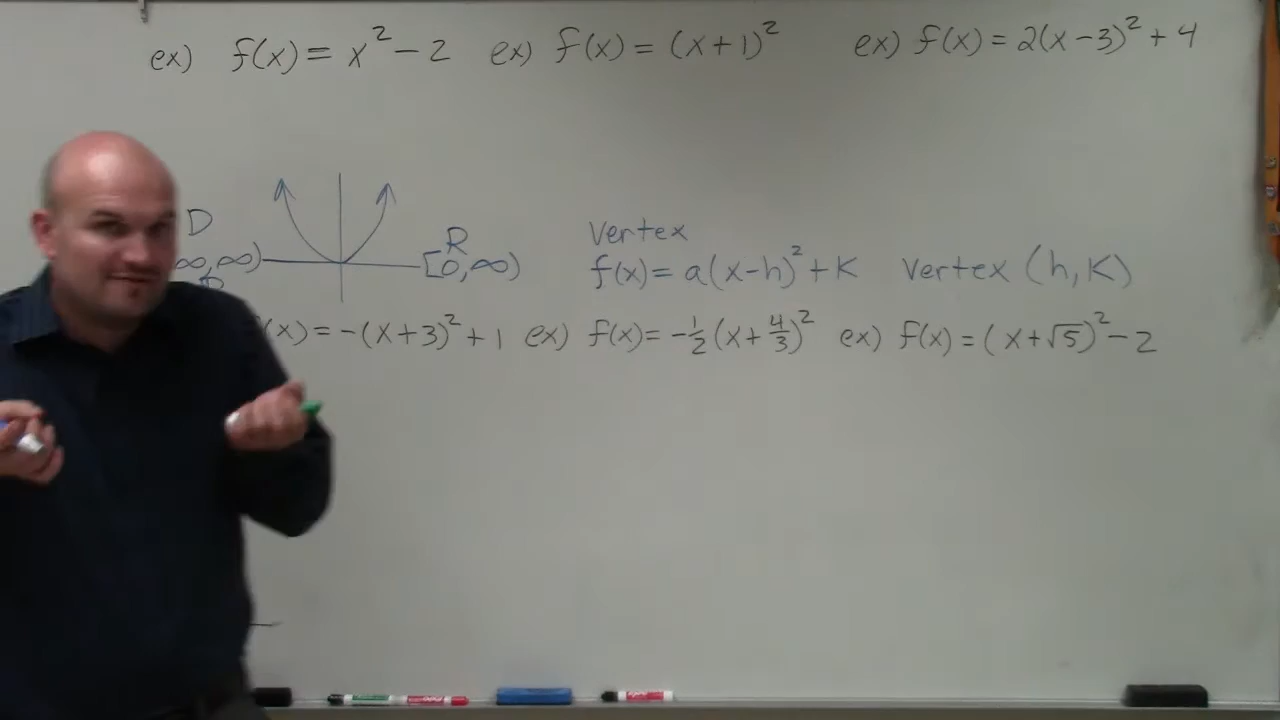 ex) f(x) = x² - 2 ex) f(x) = (x+1)² ex) f(x) = 2(x-3)² + 4
D
∞,∞)
R
[0,∞)
Vertex
f(x) = a(x-h)² + K Vertex (h,K)
(x) = -(x+3)² + 1 ex) f(x) = -1/2(x+4/3)² ex) f(x) = (x+√5)² - 2